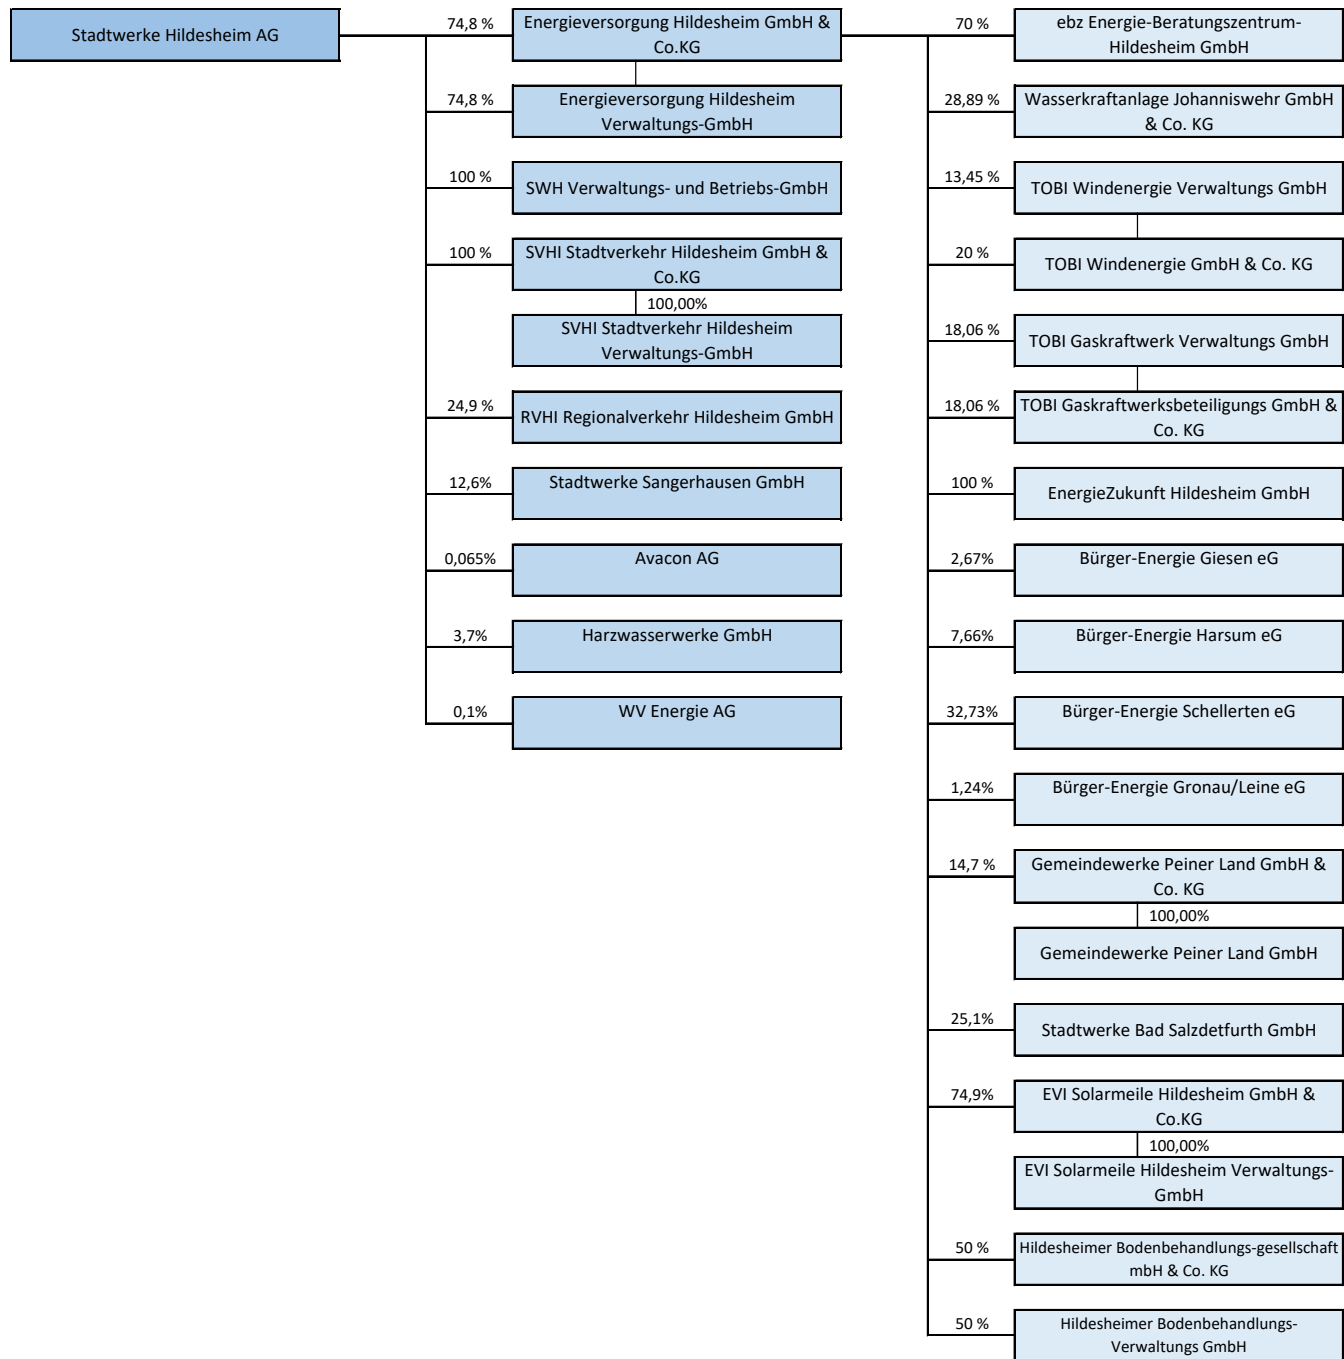 Stadtwerke Hildesheim AG
74,8 %
Energieversorgung Hildesheim GmbH &
Co.KG
74,8 %
Energieversorgung Hildesheim
Verwaltungs-GmbH
100 %
SWH Verwaltungs- und Betriebs-GmbH
100 %
SVHI Stadtverkehr Hildesheim GmbH &
Co.KG
100,00%
SVHI Stadtverkehr Hildesheim
Verwaltungs-GmbH
24,9 %
RVHI Regionalverkehr Hildesheim GmbH
12,6%
Stadtwerke Sangerhausen GmbH
0,065%
Avacon AG
3,7%
Harzwasserwerke GmbH
0,1%
WV Energie AG
70 %
ebz Energie-Beratungszentrum-
Hildesheim GmbH
28,89 %
Wasserkraftanlage Johanniswehr GmbH
& Co. KG
13,45 %
TOBI Windenergie Verwaltungs GmbH
20 %
TOBI Windenergie GmbH & Co. KG
18,06 %
TOBI Gaskraftwerk Verwaltungs GmbH
18,06 %
TOBI Gaskraftwerksbeteiligungs GmbH &
Co. KG
100 %
EnergieZukunft Hildesheim GmbH
2,67%
Bürger-Energie Giesen eG
7,66%
Bürger-Energie Harsum eG
32,73%
Bürger-Energie Schellerten eG
1,24%
Bürger-Energie Gronau/Leine eG
14,7 %
Gemeindewerke Peiner Land GmbH &
Co. KG
100,00%
Gemeindewerke Peiner Land GmbH
25,1%
Stadtwerke Bad Salzdetfurth GmbH
74,9%
EVI Solarmeile Hildesheim GmbH &
Co.KG
100,00%
EVI Solarmeile Hildesheim Verwaltungs-
GmbH
50 %
Hildesheimer Bodenbehandlungs-gesellschaft
mbH & Co. KG
50 %
Hildesheimer Bodenbehandlungs-
Verwaltungs GmbH